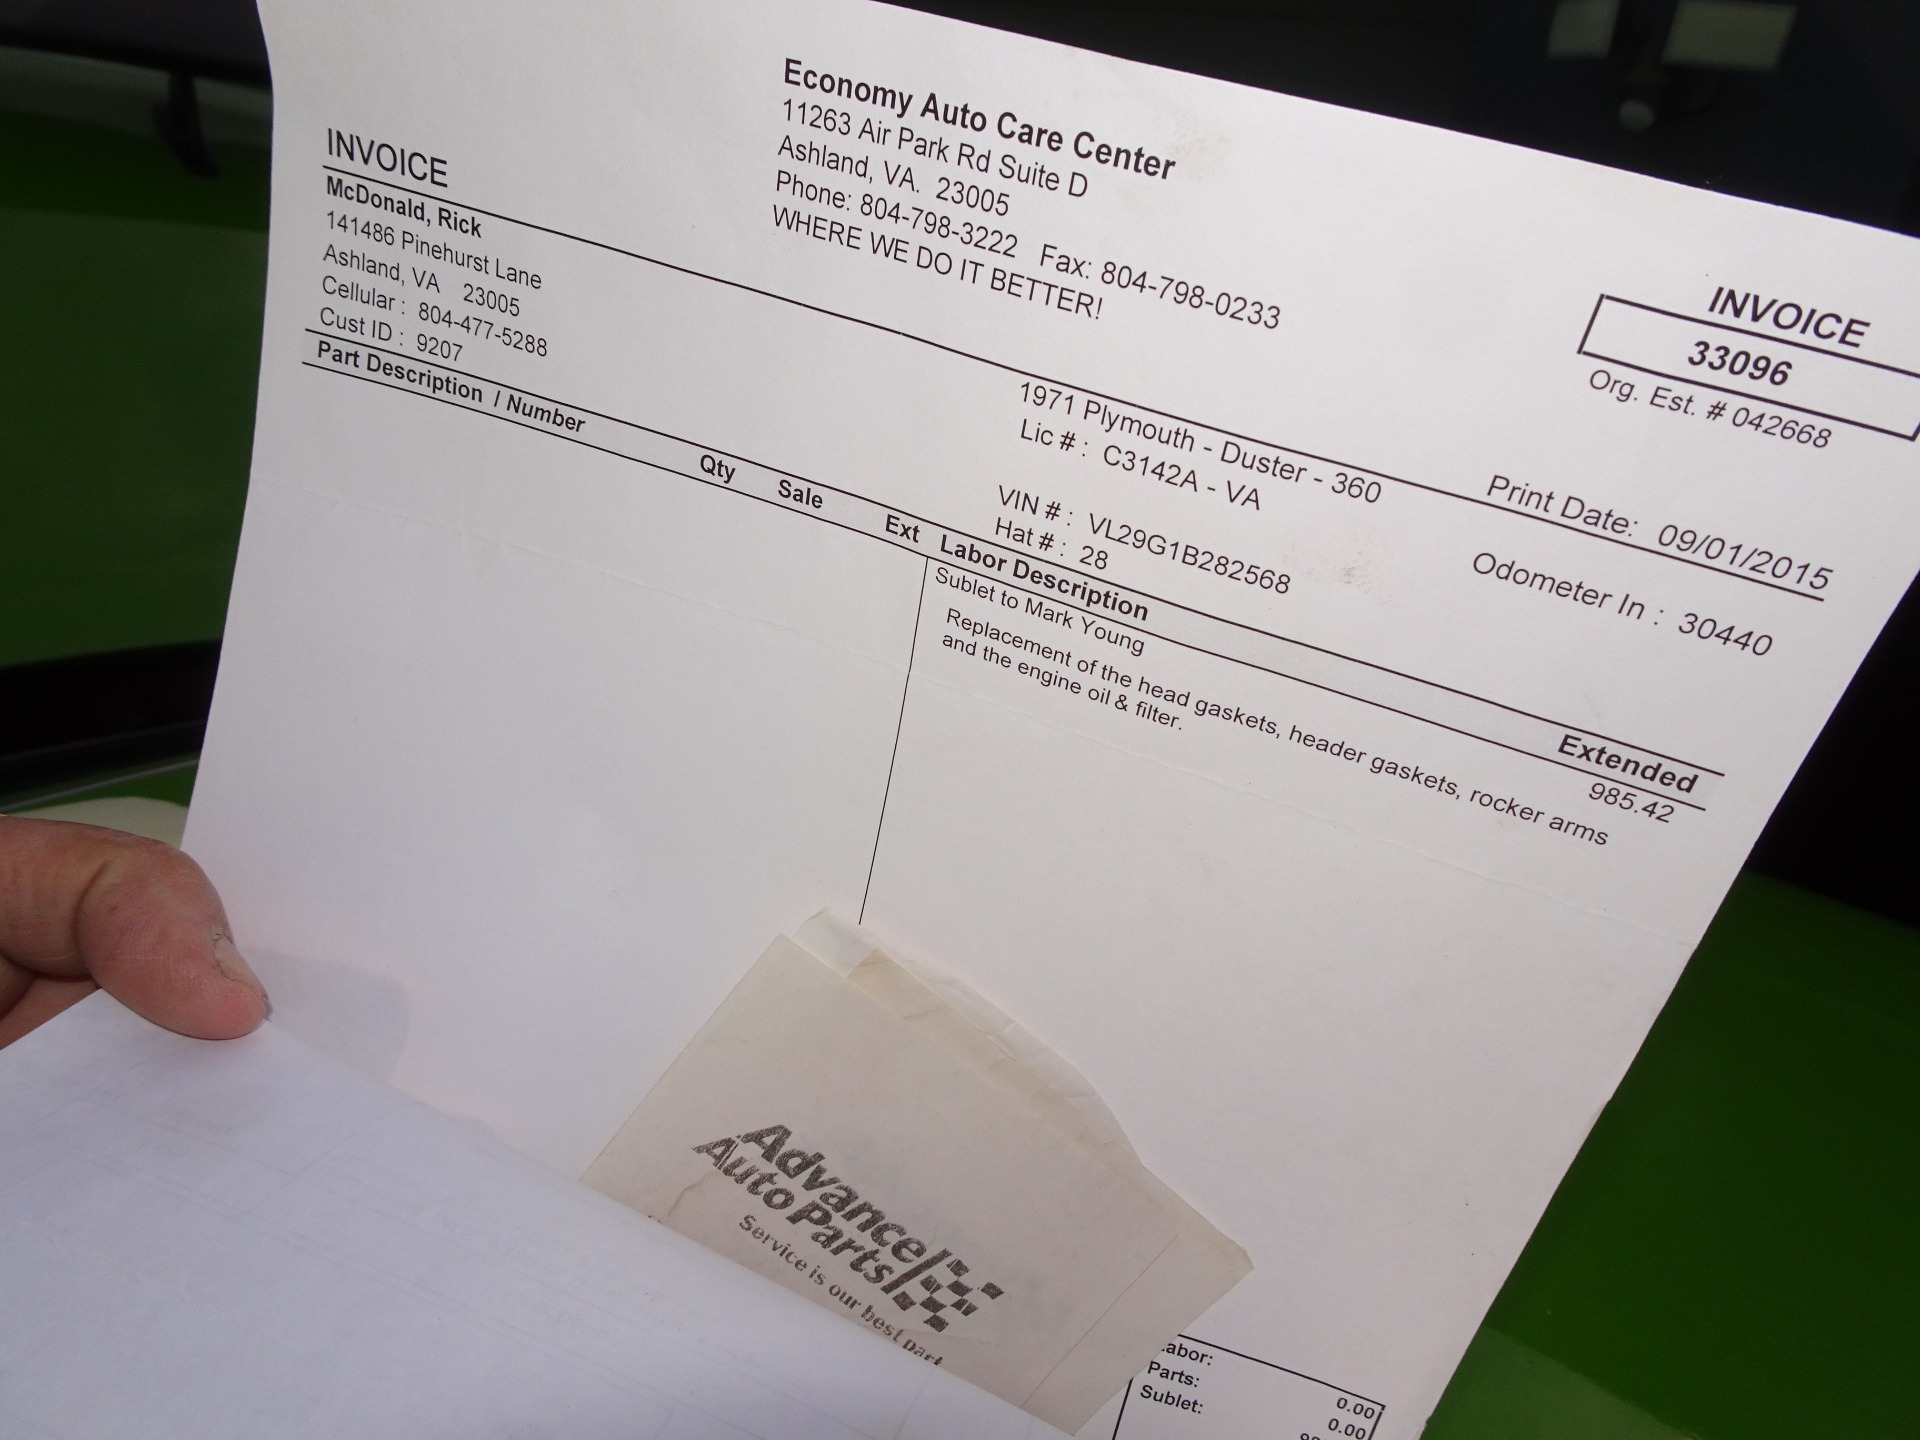 Economy Auto Care Center
11263 Air Park Rd Suite D
Ashland, VA. 23005
Phone: 804-798-3222 Fax: 804-798-0233
WHERE WE DO IT BETTER!
INVOICE
McDonald, Rick
141486 Pinehurst Lane
Ashland, VA 23005
Cellular : 804-477-5288
Cust ID : 9207
INVOICE
33096
Org. Est. # 042668
1971 Plymouth - Duster - 360
Lic # : C3142A - VA
VIN # : VL29G1B282568
Hat # : 28
Print Date: 09/01/2015
Odometer In : 30440
Part Description / Number Qty Sale Ext Labor Description Extended
Sublet to Mark Young 985.42
Replacement of the head gaskets, header gaskets, rocker arms
and the engine oil & filter.
Advance
Auto Parts
Service is our best part
Labor: 0.00
Parts: 0.00
Sublet: